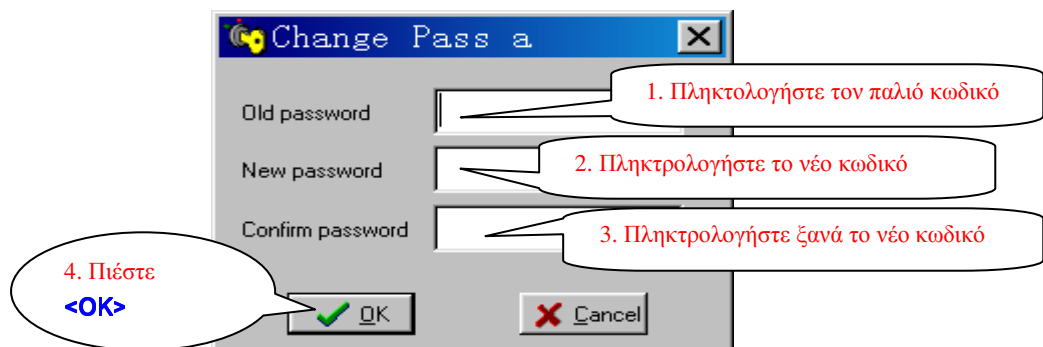 Change Pass a
Old password
1. Πληκτολογήστε τον παλιό κωδικό
New password
2. Πληκτρολογήστε το νέο κωδικό
Confirm password
3. Πληκτρολογήστε ξανά το νέο κωδικό
4. Πιέστε
<OK>
OK
Cancel